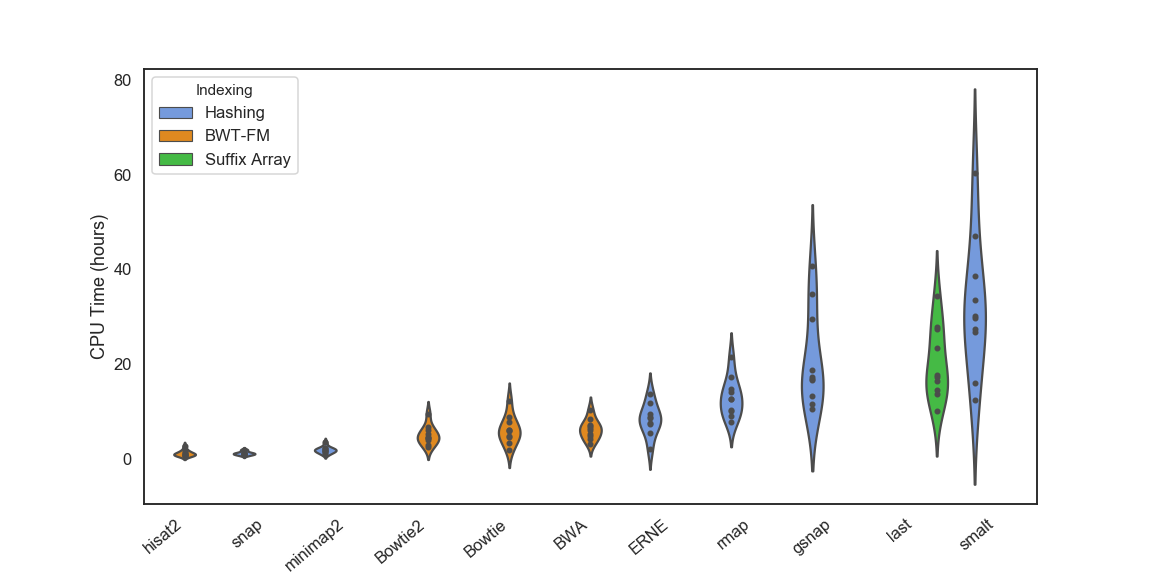 Indexing
Hashing
BWT-FM
Suffix Array
CPU Time (hours)
80
60
40
20
0
hisat2
snap
minimap2
Bowtie2
Bowtie
BWA
ERNE
rmap
gsnap
last
smalt